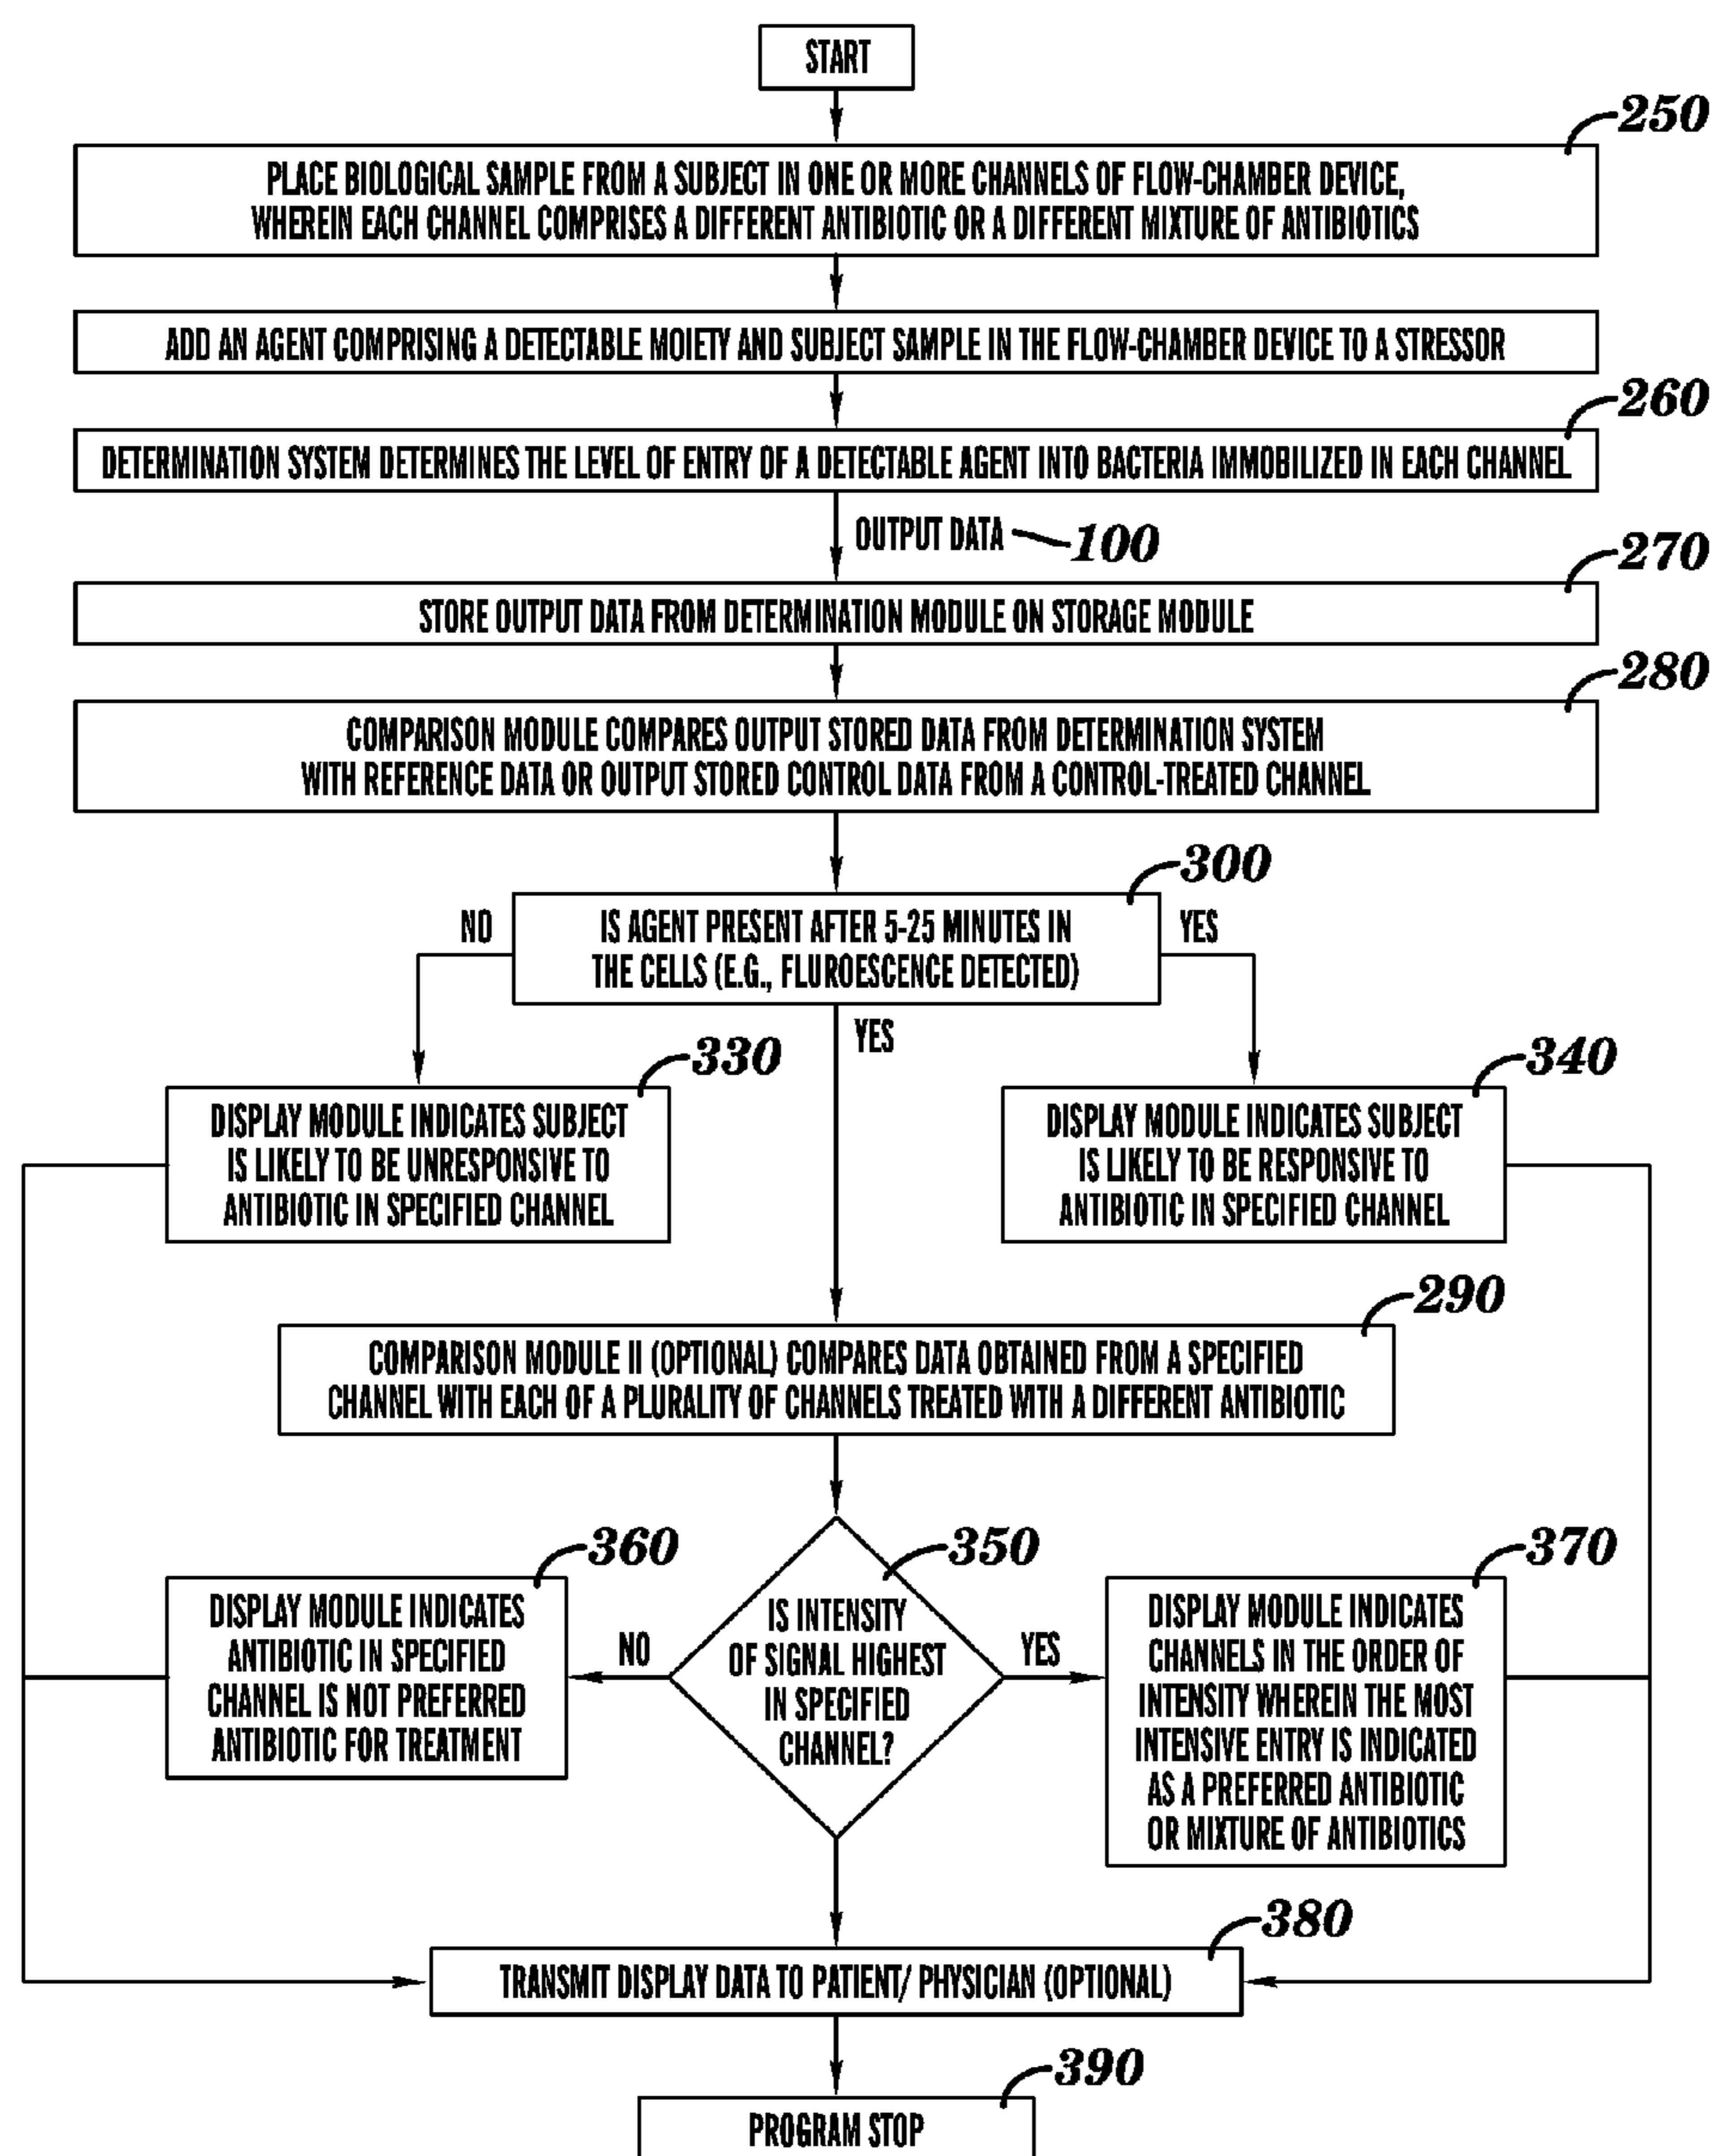 START
250
PLACE BIOLOGICAL SAMPLE FROM A SUBJECT IN ONE OR MORE CHANNELS OF FLOW-CHAMBER DEVICE,
WHEREIN EACH CHANNEL COMPRISES A DIFFERENT ANTIBIOTIC OR A DIFFERENT MIXTURE OF ANTIBIOTICS
ADD AN AGENT COMPRISING A DETECTABLE MOIETY AND SUBJECT SAMPLE IN THE FLOW-CHAMBER DEVICE TO A STRESSOR
260
DETERMINATION SYSTEM DETERMINES THE LEVEL OF ENTRY OF A DETECTABLE AGENT INTO BACTERIA IMMOBILIZED IN EACH CHANNEL
OUTPUT DATA 100
270
STORE OUTPUT DATA FROM DETERMINATION MODULE ON STORAGE MODULE
280
COMPARISON MODULE COMPARES OUTPUT STORED DATA FROM DETERMINATION SYSTEM
WITH REFERENCE DATA OR OUTPUT STORED CONTROL DATA FROM A CONTROL-TREATED CHANNEL
300
NO
IS AGENT PRESENT AFTER 5-25 MINUTES IN
THE CELLS (E.G., FLUROESCENCE DETECTED)
YES
YES
330
DISPLAY MODULE INDICATES SUBJECT
IS LIKELY TO BE UNRESPONSIVE TO
ANTIBIOTIC IN SPECIFIED CHANNEL
340
DISPLAY MODULE INDICATES SUBJECT
IS LIKELY TO BE RESPONSIVE TO
ANTIBIOTIC IN SPECIFIED CHANNEL
290
COMPARISON MODULE II (OPTIONAL) COMPARES DATA OBTAINED FROM A SPECIFIED
CHANNEL WITH EACH OF A PLURALITY OF CHANNELS TREATED WITH A DIFFERENT ANTIBIOTIC
360
DISPLAY MODULE INDICATES
ANTIBIOTIC IN SPECIFIED
CHANNEL IS NOT PREFERRED
ANTIBIOTIC FOR TREATMENT
NO
350
IS INTENSITY
OF SIGNAL HIGHEST
IN SPECIFIED
CHANNEL?
YES
370
DISPLAY MODULE INDICATES
CHANNELS IN THE ORDER OF
INTENSITY WHEREIN THE MOST
INTENSIVE ENTRY IS INDICATED
AS A PREFERRED ANTIBIOTIC
OR MIXTURE OF ANTIBIOTICS
380
TRANSMIT DISPLAY DATA TO PATIENT/ PHYSICIAN (OPTIONAL)
390
PROGRAM STOP